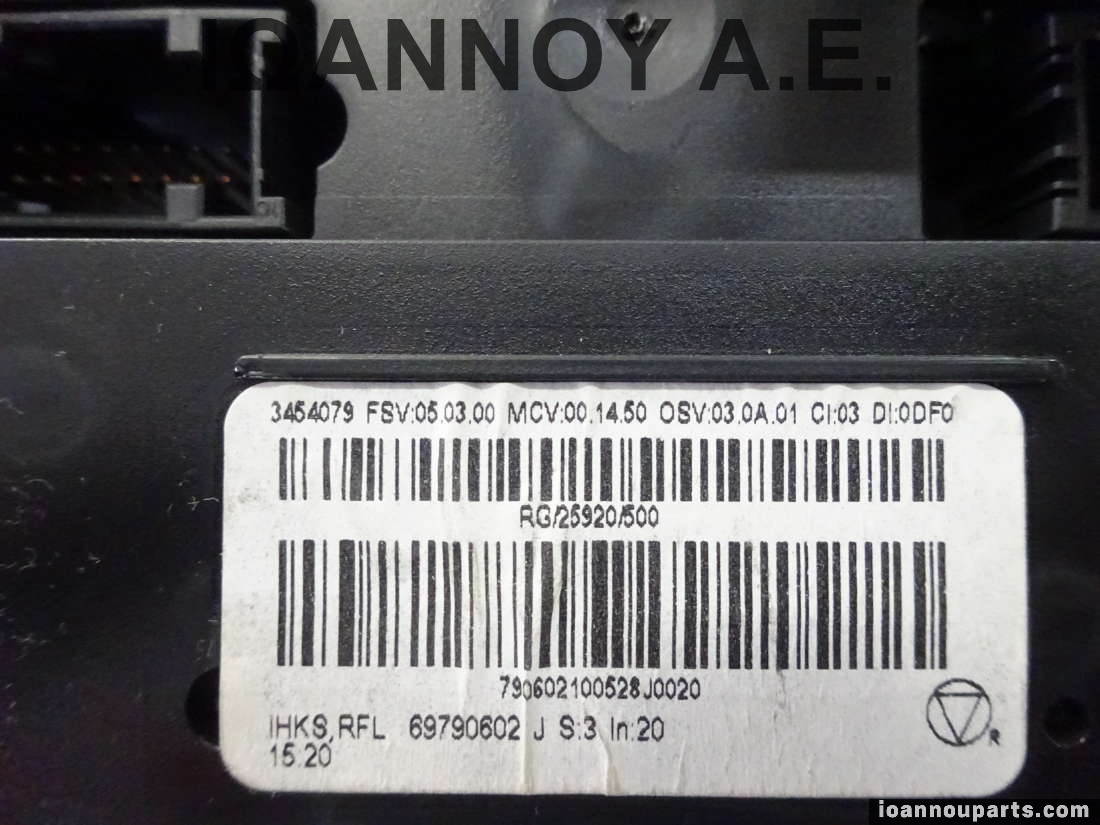 IOANNOY A.E.
3454079 FSV:05.03.00 MCV:00.14.50 OSV:03.0A.01 CI:03 DI:0DF0
RG/25920/500
790602100528J0020
IHKS,RFL 69790602 J S:3 In:20
15:20
R
ioannouparts.com